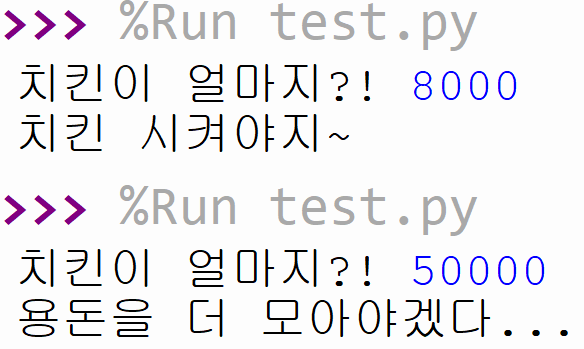 >>> %Run test.py
치킨이 얼마지?! 8000
치킨 시켜야지~
>>> %Run test.py
치킨이 얼마지?! 50000
용돈을 더 모아야겠다...